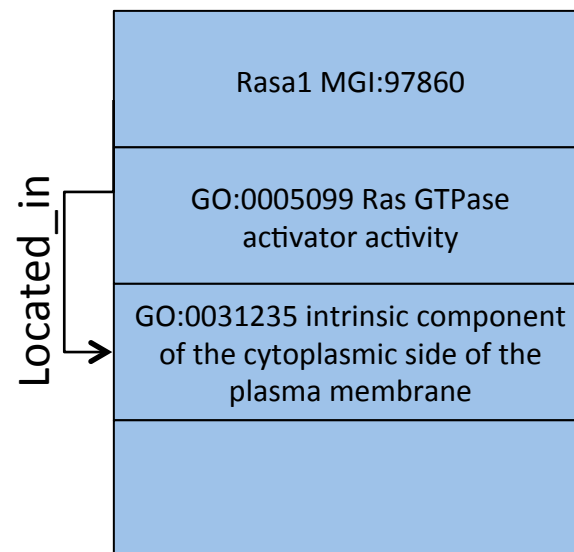 Rasa1 MGI:97860
Located_in
GO:0005099 Ras GTPase
activator activity
GO:0031235 intrinsic component
of the cytoplasmic side of the
plasma membrane